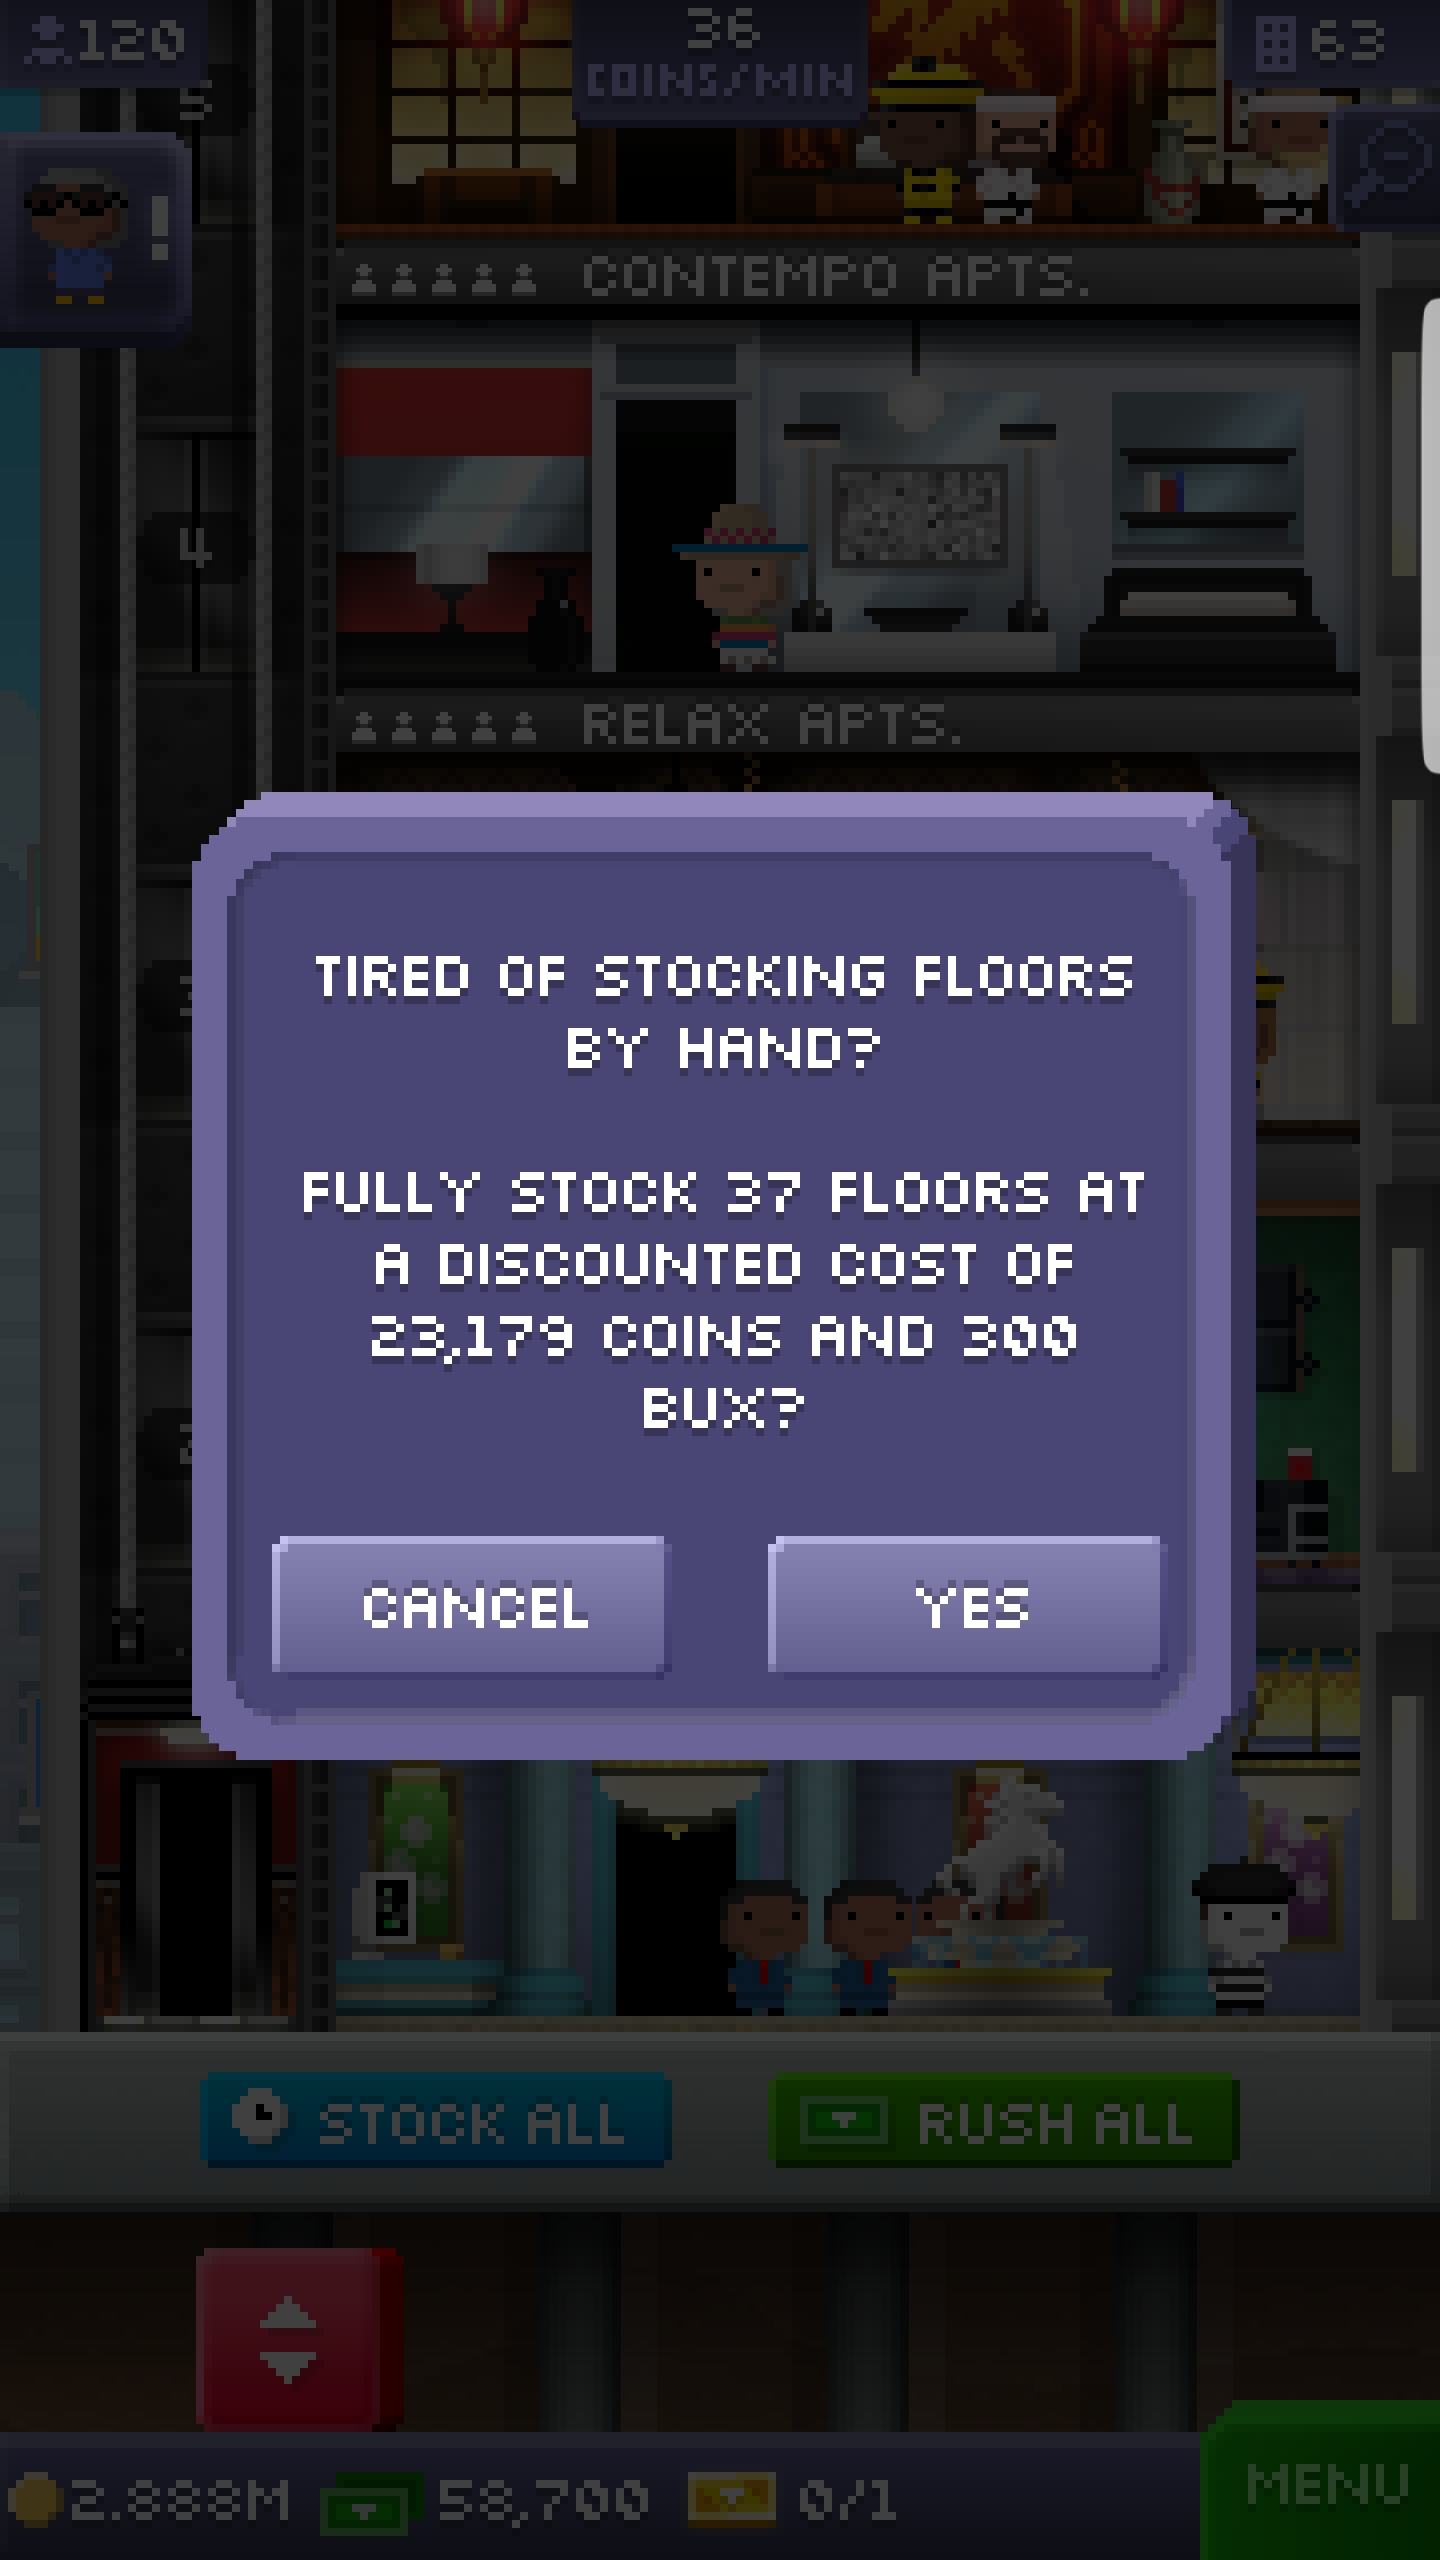 120
36
COINS/MIN
63
5
!
CONTEMPO APTS.
4
RELAX APTS.
TIRED OF STOCKING FLOORS
BY HAND?
FULLY STOCK 37 FLOORS AT
A DISCOUNTED COST OF
23,179 COINS AND 300
BUX?
CANCEL
YES
STOCK ALL
RUSH ALL
2.888M
58,700
0/1
MENU